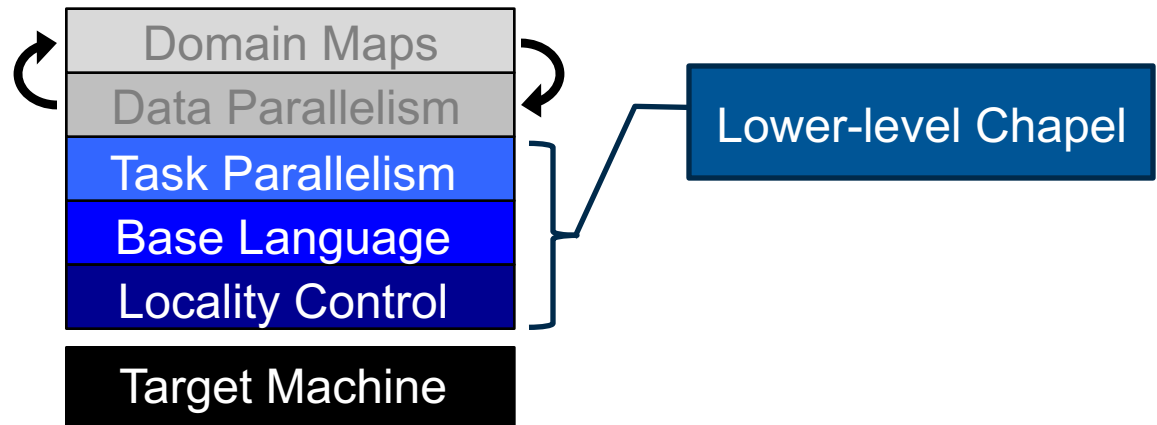 Domain Maps
Data Parallelism
Task Parallelism
Base Language
Locality Control
Target Machine
Lower-level Chapel